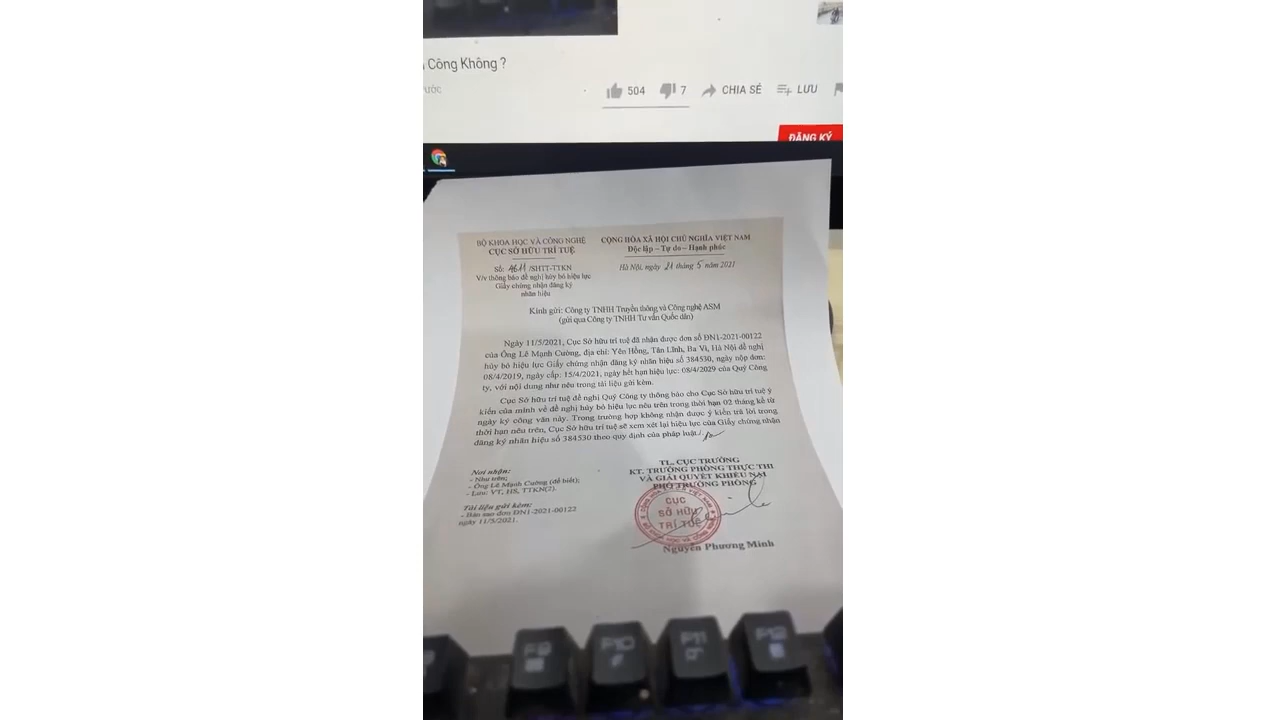 Công Không ?
504
7
CHIA SẺ
LƯU
ĐĂNG KÝ
BỘ KHOA HỌC VÀ CÔNG NGHỆ
CỤC SỞ HỮU TRÍ TUỆ
CỘNG HÒA XÃ HỘI CHỦ NGHĨA VIỆT NAM
Độc lập – Tự do – Hạnh phúc
Số: 4611 /SHTT-TTKN
Hà Nội, ngày 21 tháng 5 năm 2021
V/v thông báo đề nghị hủy bỏ hiệu lực
Giấy chứng nhận đăng ký
nhãn hiệu
Kính gửi: Công ty TNHH Truyền thông và Công nghệ ASM
(gửi qua Công ty TNHH Tư vấn Quốc dân)
Ngày 11/5/2021, Cục Sở hữu trí tuệ đã nhận được đơn số ĐN1-2021-00122
của Ông Lê Mạnh Cường, địa chỉ: Yên Hồng, Tản Lĩnh, Ba Vì, Hà Nội đề nghị
hủy bỏ hiệu lực Giấy chứng nhận đăng ký nhãn hiệu số 384530, ngày nộp đơn:
08/4/2019, ngày cấp: 15/4/2021, ngày hết hạn hiệu lực: 08/4/2029 của Quý Công
ty, với nội dung như nêu trong tài liệu gửi kèm.
Cục Sở hữu trí tuệ đề nghị Quý Công ty thông báo cho Cục Sở hữu trí tuệ ý
kiến của mình về đề nghị hủy bỏ hiệu lực nêu trên trong thời hạn 02 tháng kể từ
ngày ký công văn này. Trong trường hợp không nhận được ý kiến trả lời trong
thời hạn nêu trên, Cục Sở hữu trí tuệ sẽ xem xét lại hiệu lực của Giấy chứng nhận
đăng ký nhãn hiệu số 384530 theo quy định của pháp luật./.
Nơi nhận:
- Như trên;
- Ông Lê Mạnh Cường (để biết);
- Lưu: VT, HS, TTKN(2).
Tài liệu gửi kèm:
- Bản sao đơn ĐN1-2021-00122
ngày 11/5/2021.
TL. CỤC TRƯỞNG
KT. TRƯỞNG PHÒNG THỰC THI
VÀ GIẢI QUYẾT KHIẾU NẠI
PHÓ TRƯỞNG PHÒNG
CỤC
SỞ HỮU
TRÍ TUỆ
Nguyễn Phương Minh
F9
F10
F11
F12